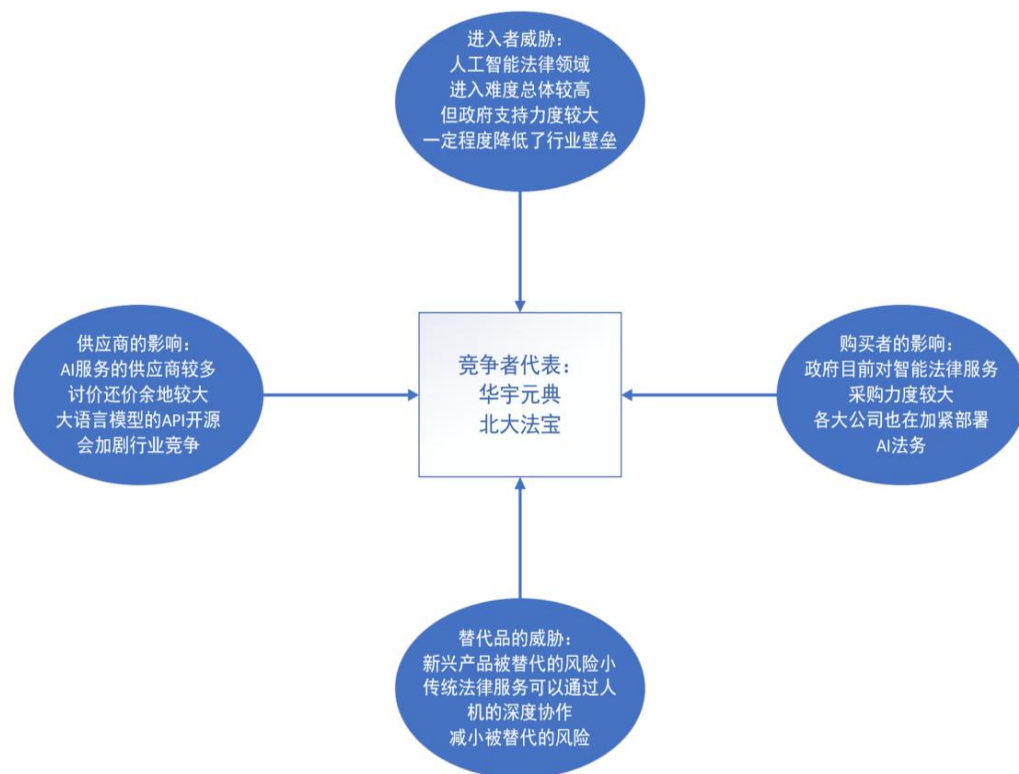 进入者威胁：
人工智能法律领域
进入难度总体较高
但政府支持力度较大
一定程度降低了行业壁垒
供应商的影响：
AI服务的供应商较多
讨价还价余地较大
大语言模型的API开源
会加剧行业竞争
竞争者代表：
华宇元典
北大法宝
购买者的影响：
政府目前对智能法律服务
采购力度较大
各大公司也在加紧部署
AI法务
替代品的威胁：
新兴产品被替代的风险小
传统法律服务可以通过人
机的深度协作
减小被替代的风险